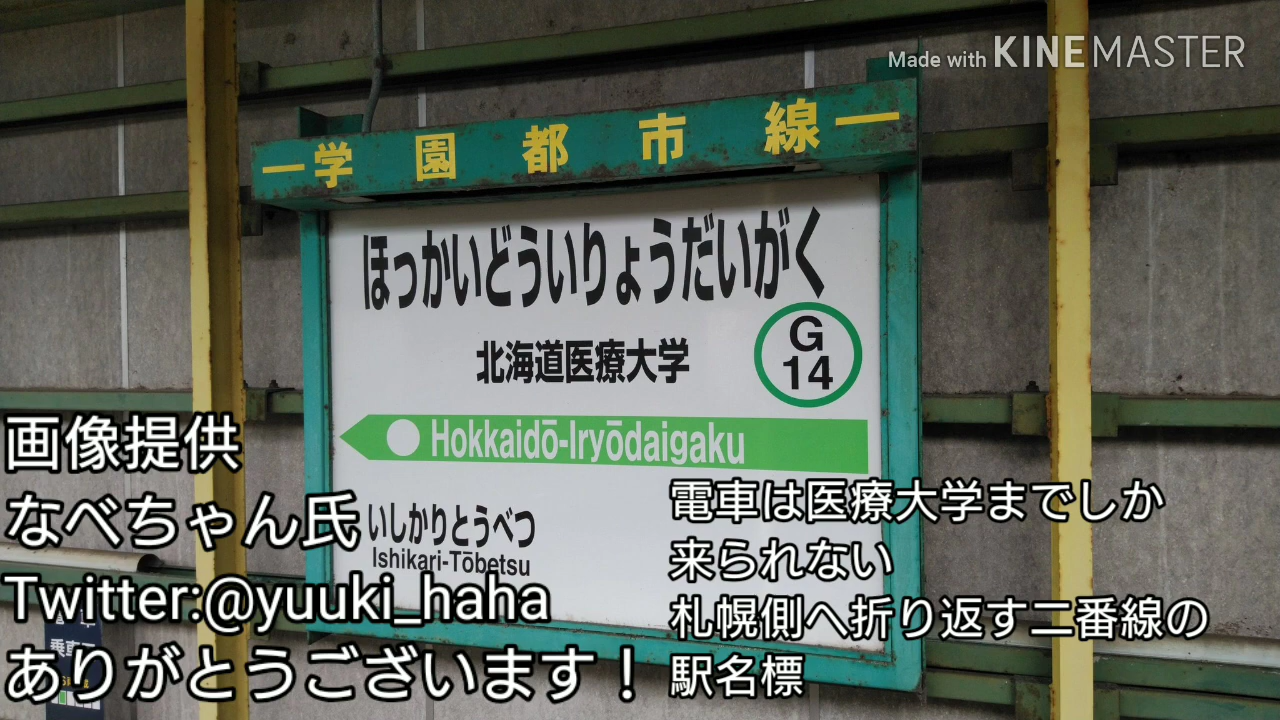 Made with KINEMASTER
学園都市線
ほっかいどういりょうだいがく
北海道医療大学
G
14
Hokkaidō-Iryōdaigaku
いしかりとうべつ
Ishikari-Tōbetsu
画像提供
なべちゃん氏
Twitter:@yuuki_haha
ありがとうございます！
電車は医療大学までしか
来られない
札幌側へ折り返す二番線の
駅名標